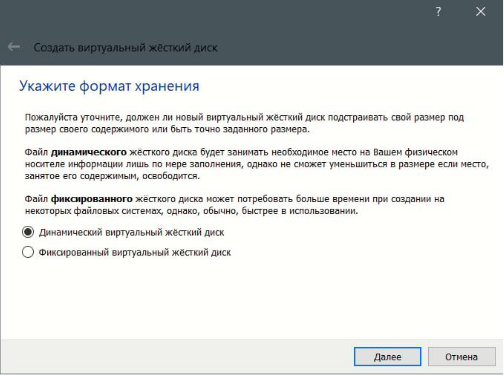 ?
Создать виртуальный жёсткий диск
Укажите формат хранения
Пожалуйста уточните, должен ли новый виртуальный жёсткий диск подстраивать свой размер под
размер своего содержимого или быть точно заданного размера.
Файл динамического жёсткого диска будет занимать необходимое место на Вашем физическом
носителе информации лишь по мере заполнения, однако не сможет уменьшиться в размере если место,
занятое его содержимым, освободится.
Файл фиксированного жёсткого диска может потребовать больше времени при создании на
некоторых файловых системах, однако, обычно, быстрее в использовании.
Динамический виртуальный жёсткий диск
Фиксированный виртуальный жёсткий диск
Далее
Отмена